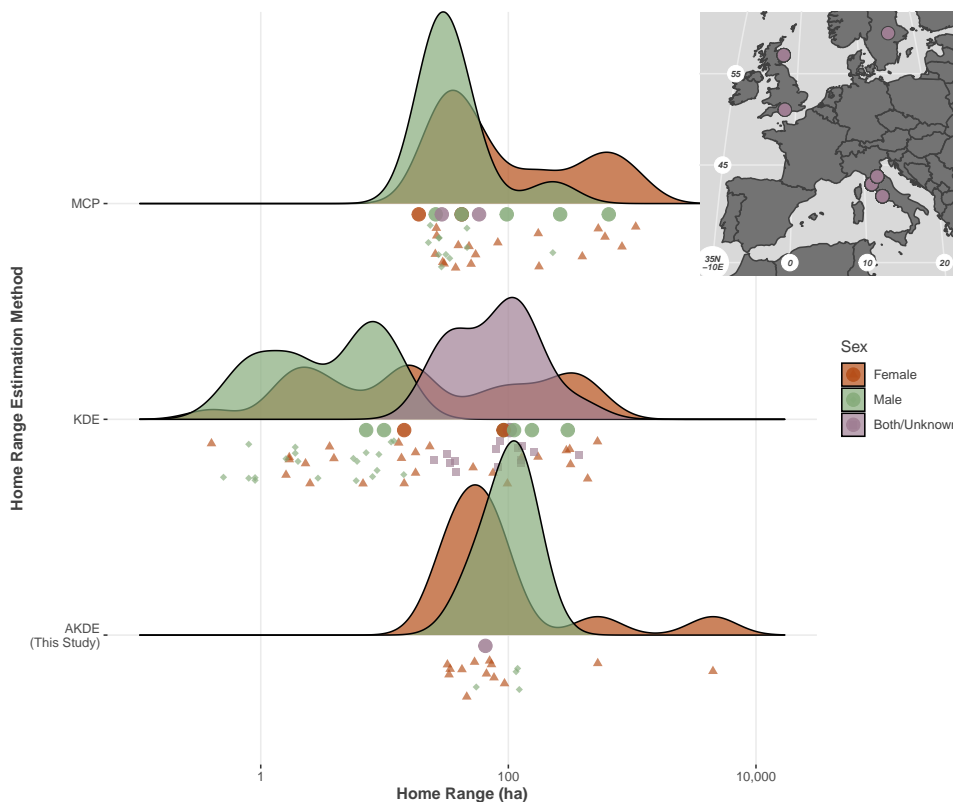 55
45
35N
−10E
0
10
20
MCP
KDE
AKDE
(This Study)
Home Range Estimation Method
Sex
Female
Male
Both/Unknown
1
100
10,000
Home Range (ha)